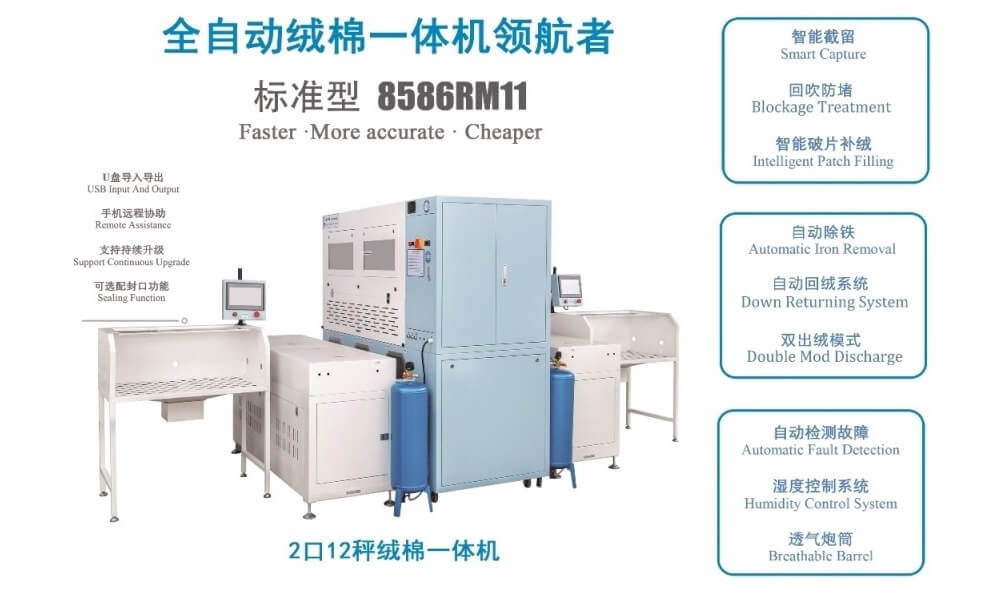 全自动绒棉一体机领航者
标准型 8586RM11
Faster ·More accurate · Cheaper
U盘导入导出
USB Input And Output
手机远程协助
Remote Assistance
支持持续升级
Support Continuous Upgrade
可选配封口功能
Sealing Function
智能截留
Smart Capture
回吹防堵
Blockage Treatment
智能破片补绒
Intelligent Patch Filling
自动除铁
Automatic Iron Removal
自动回绒系统
Down Returning System
双出绒模式
Double Mod Discharge
自动检测故障
Automatic Fault Detection
湿度控制系统
Humidity Control System
透气炮筒
Breathable Barrel
2口12秤绒棉一体机